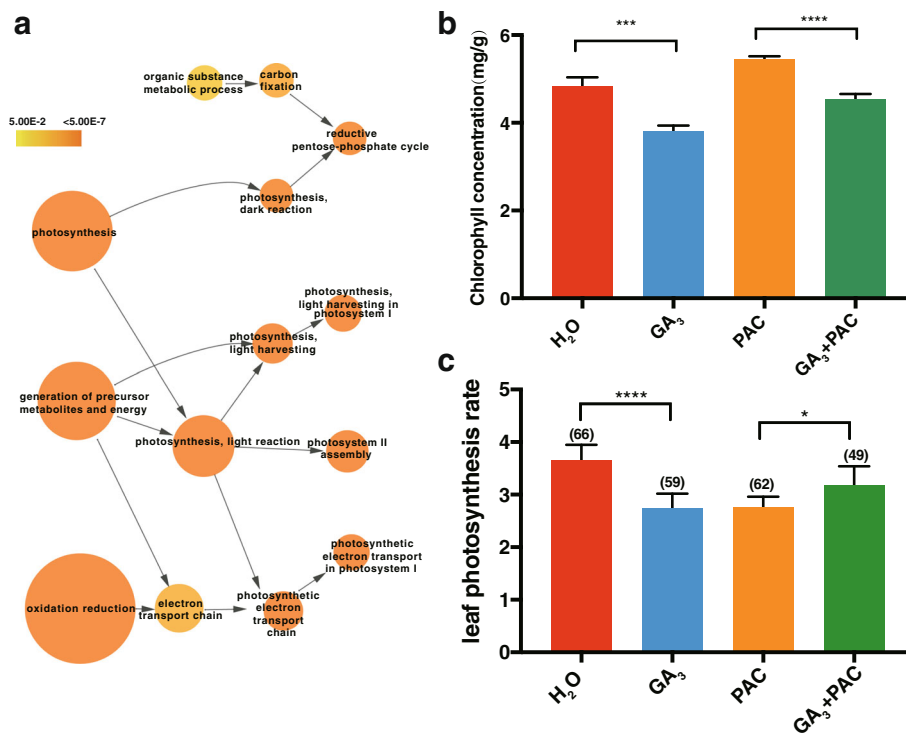 a
organic substance
metabolic process
carbon
fixation
5.00E-2
<5.00E-7
reductive
pentose-phosphate cycle
photosynthesis,
dark reaction
photosynthesis
photosynthesis,
light harvesting in
photosystem I
photosynthesis,
light harvesting
generation of precursor
metabolites and energy
photosynthesis, light reaction
photosystem II
assembly
photosynthetic
electron transport
in photosystem I
oxidation reduction
electron
transport chain
photosynthetic
electron
transport
chain
b
Chlorophyll concentration(mg/g)
6
4
2
0
***
****
H₂O
GA₃
PAC
GA₃+PAC
c
leaf photosynthesis rate
5
4
3
2
1
0
****
*
(66)
(59)
(62)
(49)
H₂O
GA₃
PAC
GA₃+PAC